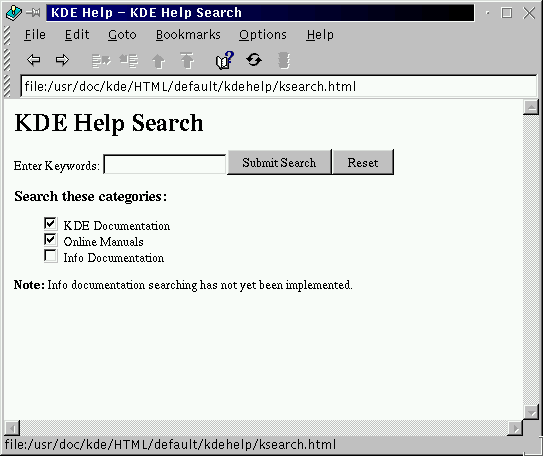 KDE Help – KDE Help Search
File Edit Goto Bookmarks Options Help
file:/usr/doc/kde/HTML/default/kdehelp/ksearch.html
KDE Help Search
Enter Keywords: Submit Search Reset
Search these categories:
KDE Documentation
Online Manuals
Info Documentation
Note: Info documentation searching has not yet been implemented.
file:/usr/doc/kde/HTML/default/kdehelp/ksearch.html